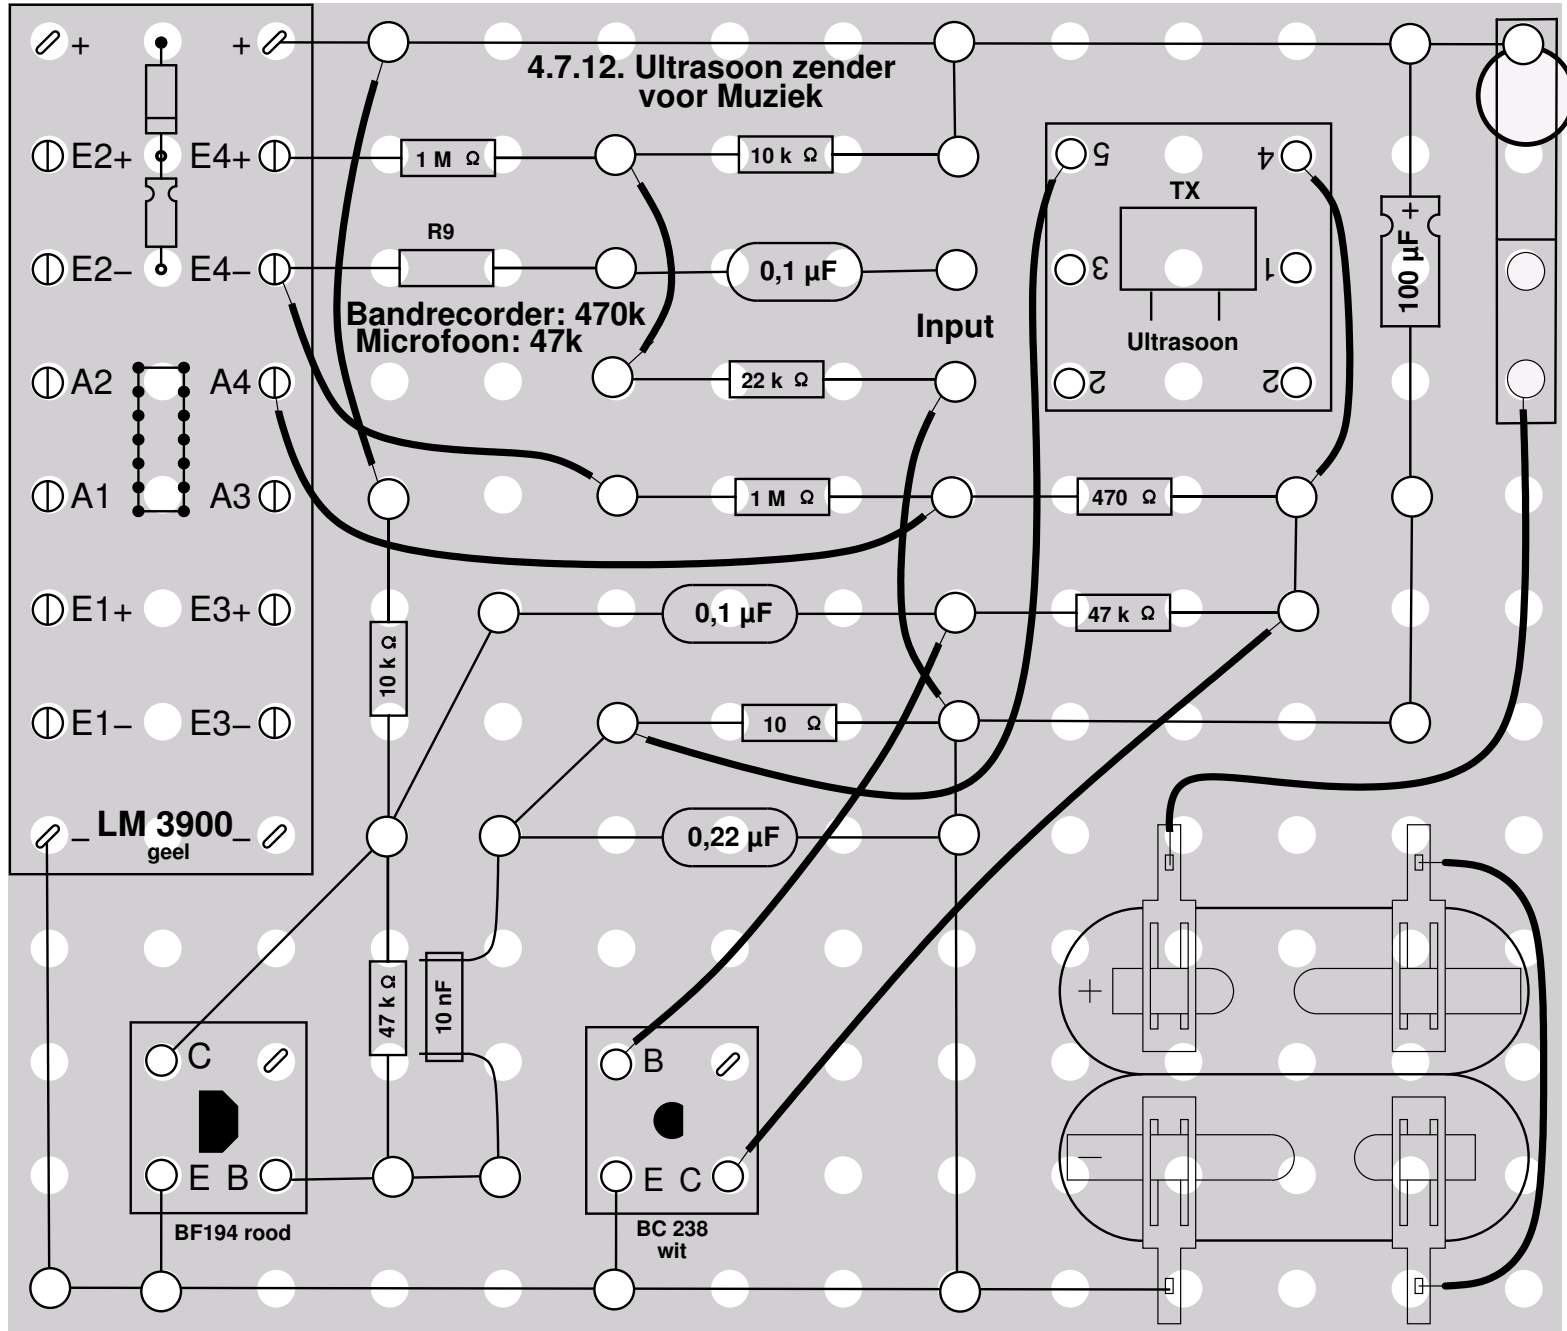 + +
4.7.12. Ultrasoon zender
voor Muziek
E2+ E4+
1 M Ω
10 k Ω
5 4
TX
+
100 µF
R9
E2– E4–
0,1 µF
3 1
Bandrecorder: 470k
Microfoon: 47k
Input
Ultrasoon
A2 A4
22 k Ω
2 2
A1 A3
1 M Ω
470 Ω
E1+ E3+
0,1 µF
47 k Ω
10 k Ω
E1– E3–
10 Ω
– LM 3900 –
geel
0,22 µF
+
47 k Ω
10 nF
C
B
E B
E C
–
BF194 rood
BC 238
wit